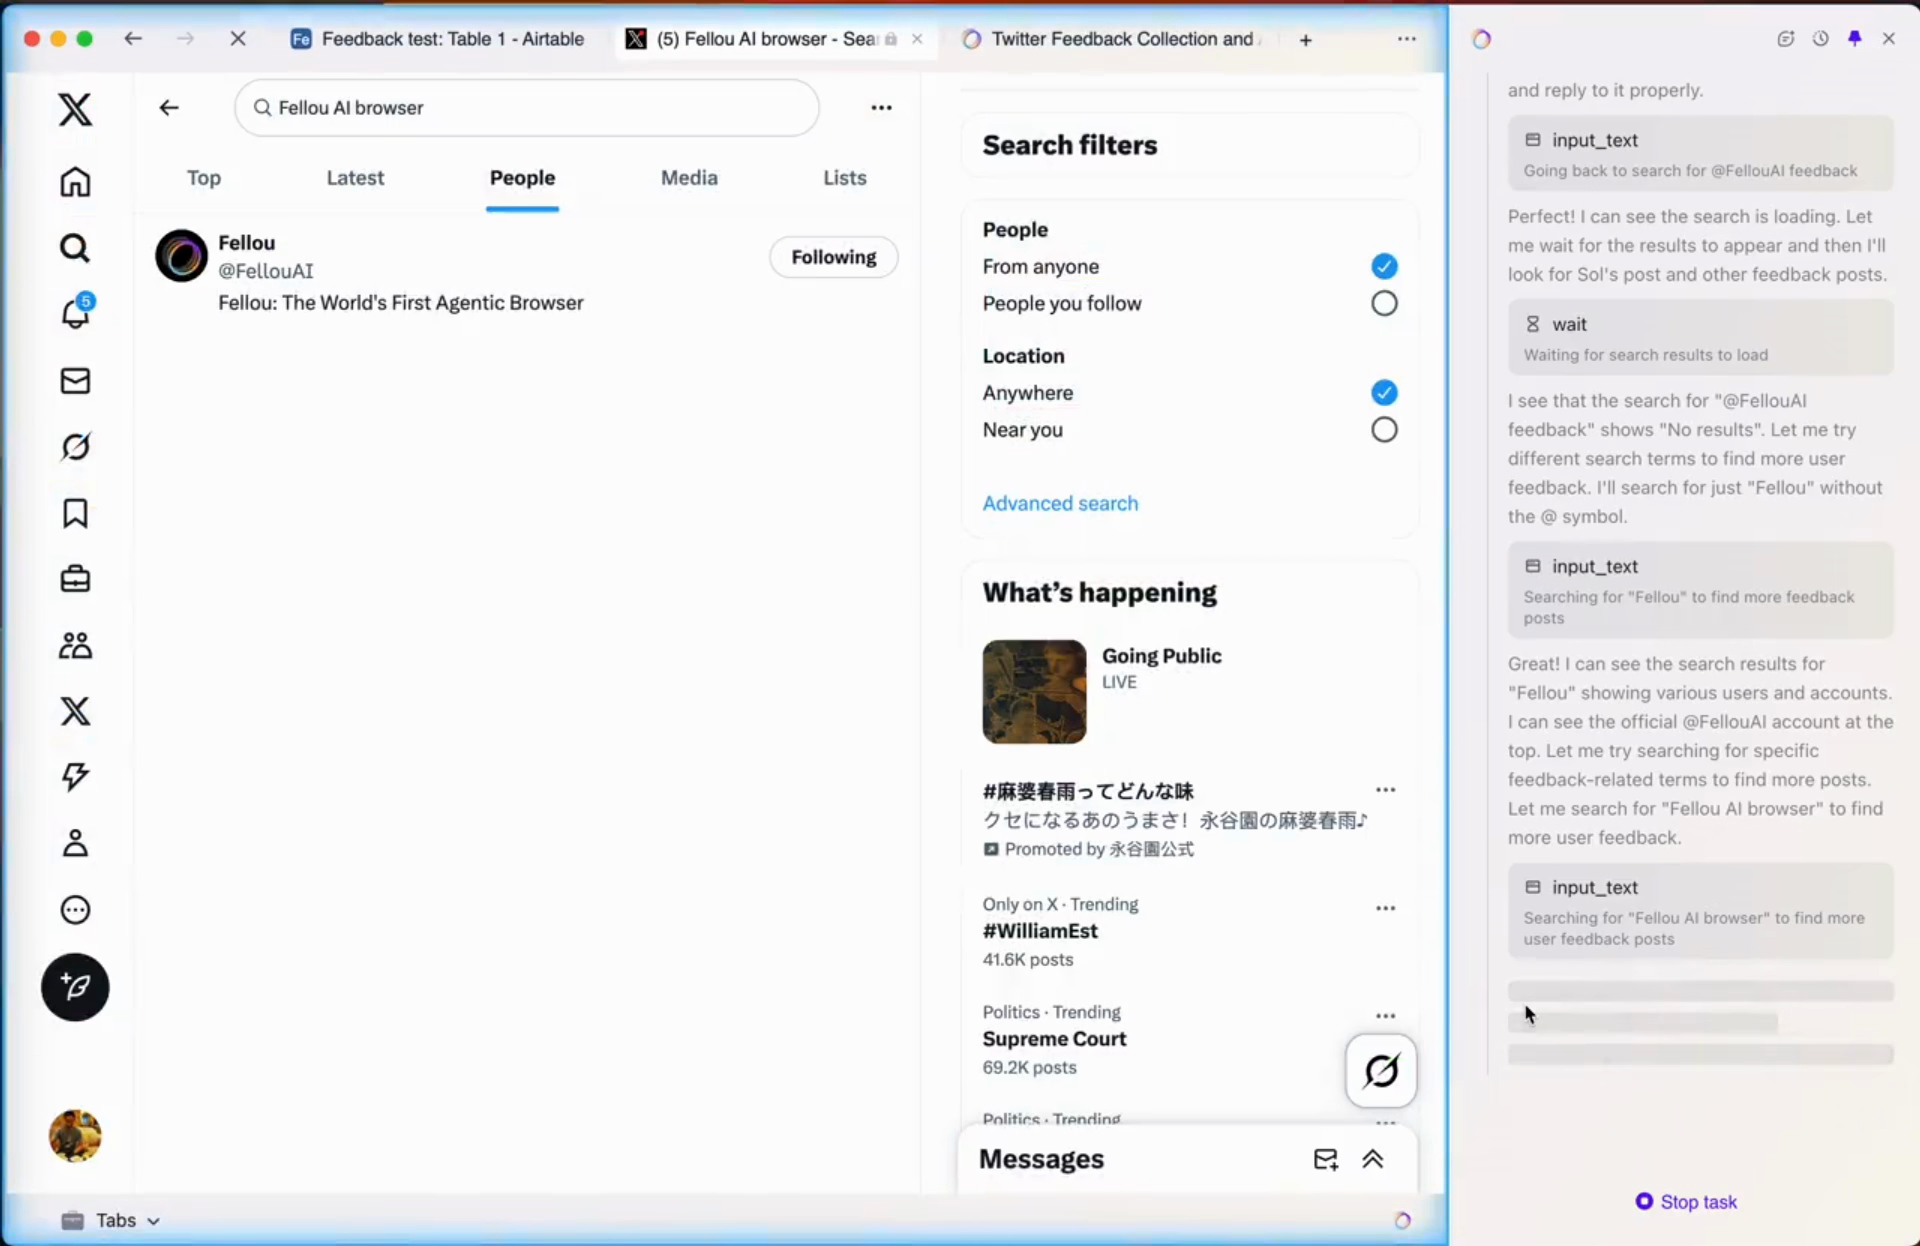 Feedback test: Table 1 - Airtable
(5) Fellou AI browser - Sea
Twitter Feedback Collection and
Fellou AI browser
Top
Latest
People
Media
Lists
Fellou
@FellouAI
Following
Fellou: The World's First Agentic Browser
5
Search filters
People
From anyone
People you follow
Location
Anywhere
Near you
Advanced search
What's happening
Going Public
LIVE
#麻婆春雨ってどんな味
クセになるあのうまさ！永谷園の麻婆春雨♪
Promoted by 永谷園公式
Only on X · Trending
#WilliamEst
41.6K posts
Politics · Trending
Supreme Court
69.2K posts
Politics · Trending
Messages
Tabs
and reply to it properly.
input_text
Going back to search for @FellouAI feedback
Perfect! I can see the search is loading. Let
me wait for the results to appear and then I'll
look for Sol's post and other feedback posts.
wait
Waiting for search results to load
I see that the search for "@FellouAI
feedback" shows "No results". Let me try
different search terms to find more user
feedback. I'll search for just "Fellou" without
the @ symbol.
input_text
Searching for "Fellou" to find more feedback
posts
Great! I can see the search results for
"Fellou" showing various users and accounts.
I can see the official @FellouAI account at the
top. Let me try searching for specific
feedback-related terms to find more posts.
Let me search for "Fellou AI browser" to find
more user feedback.
input_text
Searching for "Fellou AI browser" to find more
user feedback posts
Stop task